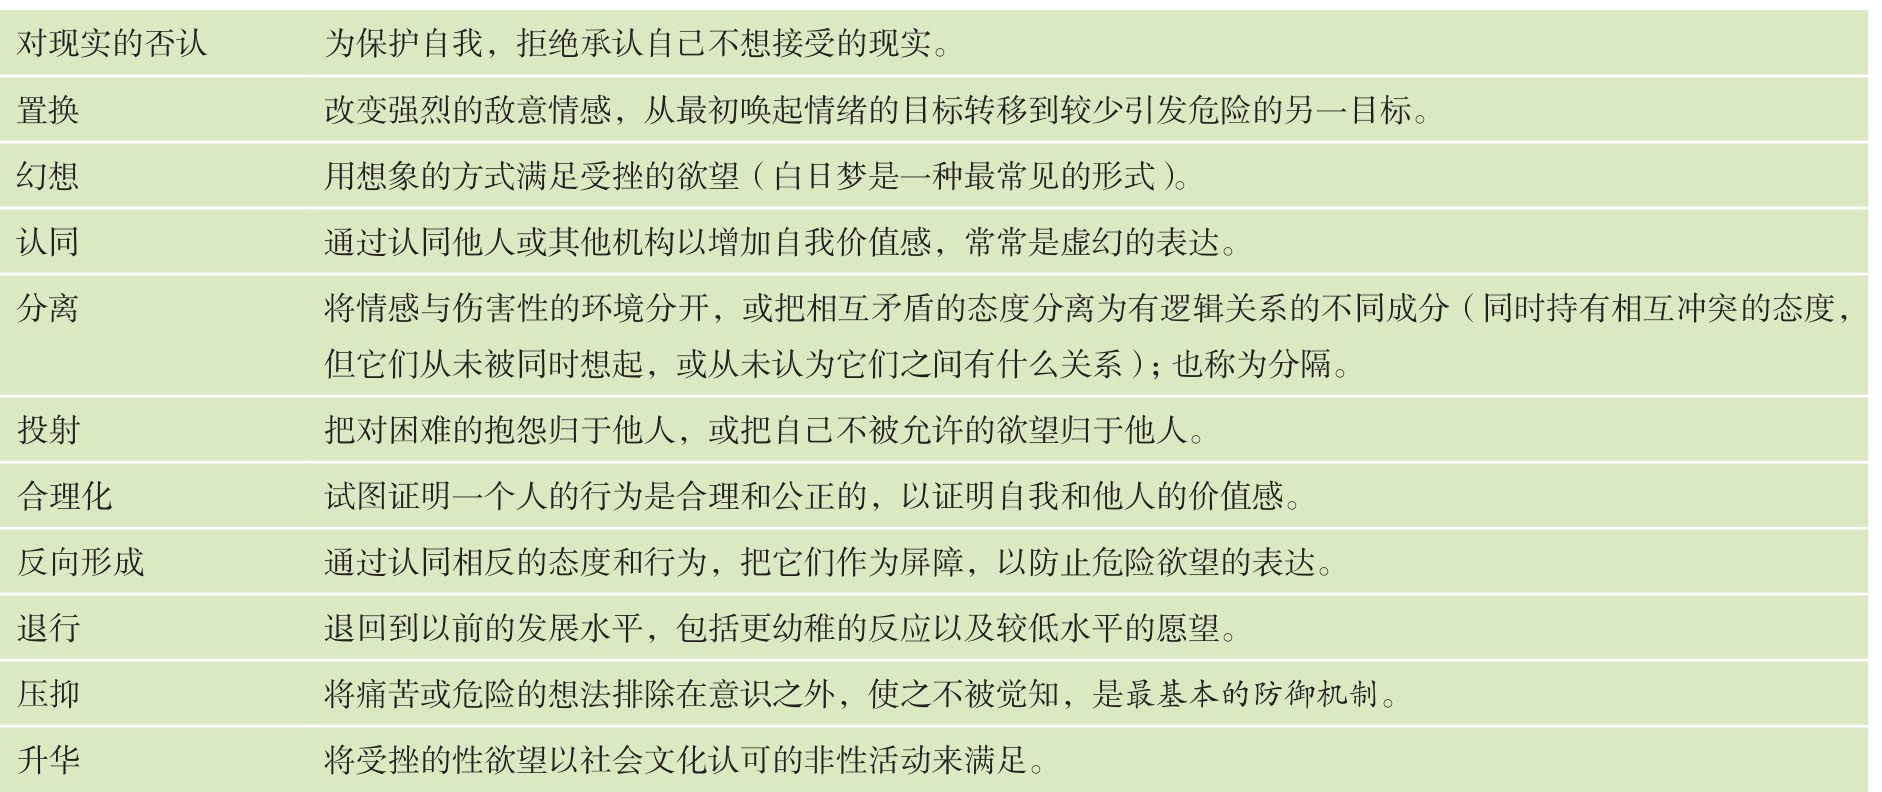 对现实的否认 为保护自我，拒绝承认自己不想接受的现实。
置换 改变强烈的敌意情感，从最初唤起情绪的目标转移到较少引发危险的另一目标。
幻想 用想象的方式满足受挫的欲望（白日梦是一种最常见的形式）。
认同 通过认同他人或其他机构以增加自我价值感，常常是虚幻的表达。
分离 将情感与伤害性的环境分开，或把相互矛盾的态度分离为有逻辑关系的不同成分（同时持有相互冲突的态度，
但它们从未被同时想起，或从未认为它们之间有什么关系）；也称为分隔。
投射 把对困难的抱怨归于他人，或把自己不被允许的欲望归于他人。
合理化 试图证明一个人的行为是合理和公正的，以证明自我和他人的价值感。
反向形成 通过认同相反的态度和行为，把它们作为屏障，以防止危险欲望的表达。
退行 退回到以前的发展水平，包括更幼稚的反应以及较低水平的愿望。
压抑 将痛苦或危险的想法排除在意识之外，使之不被觉知，是最基本的防御机制。
升华 将受挫的性欲望以社会文化认可的非性活动来满足。